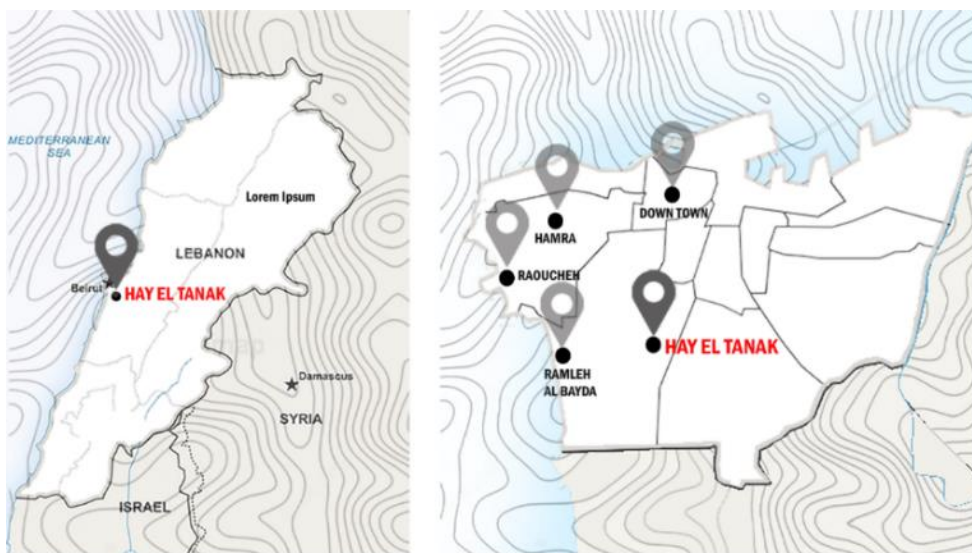 MEDITERRANEAN
SEA
Lorem Ipsum
LEBANON
Beirut
HAY EL TANAK
map
Damascus
SYRIA
ISRAEL
DOWN TOWN
HAMRA
RAOUCHEH
HAY EL TANAK
RAMLEH
AL BAYDA